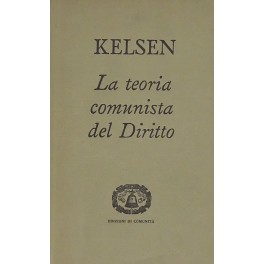 KELSEN
La teoria
comunista
del Diritto
EDIZIONI DI COMUNITÀ